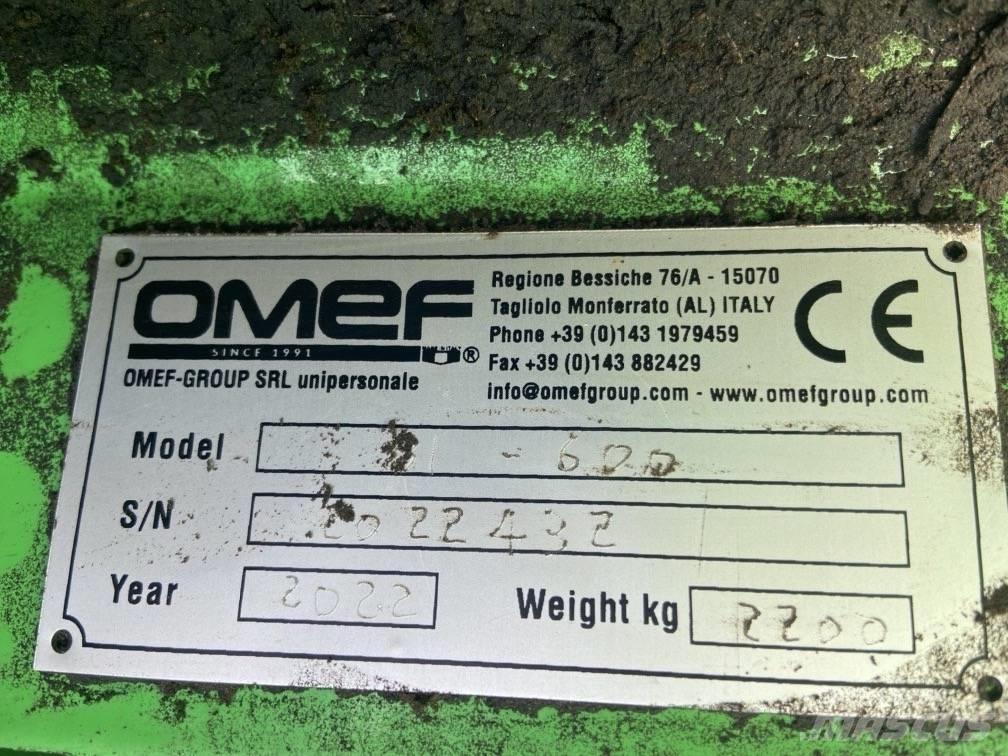 OMEF
SINCE 1991
®
OMEF-GROUP SRL unipersonale
Regione Bessiche 76/A - 15070
Tagliolo Monferrato (AL) ITALY
Phone +39 (0)143 1979459
Fax +39 (0)143 882429
info@omefgroup.com - www.omefgroup.com
CE
Model - 600
S/N 2022432
Year 2022
Weight kg 2200
MASCUS